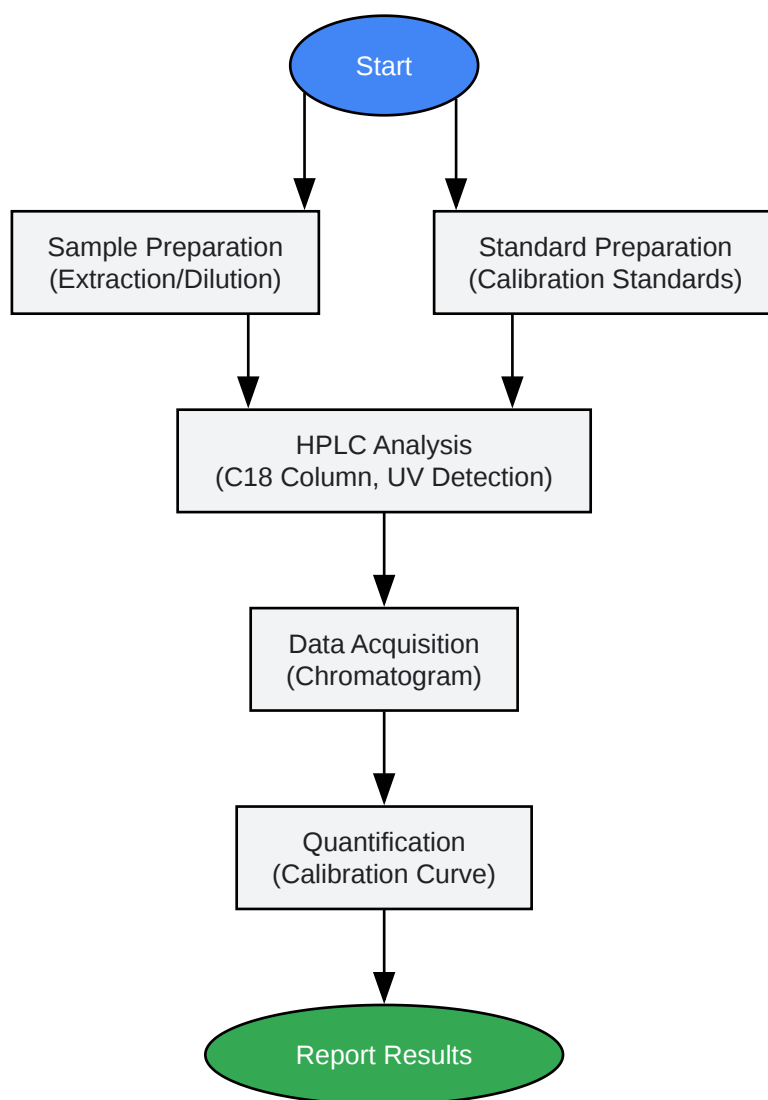 Start
Sample Preparation
(Extraction/Dilution)
Standard Preparation
(Calibration Standards)
HPLC Analysis
(C18 Column, UV Detection)
Data Acquisition
(Chromatogram)
Quantification
(Calibration Curve)
Report Results